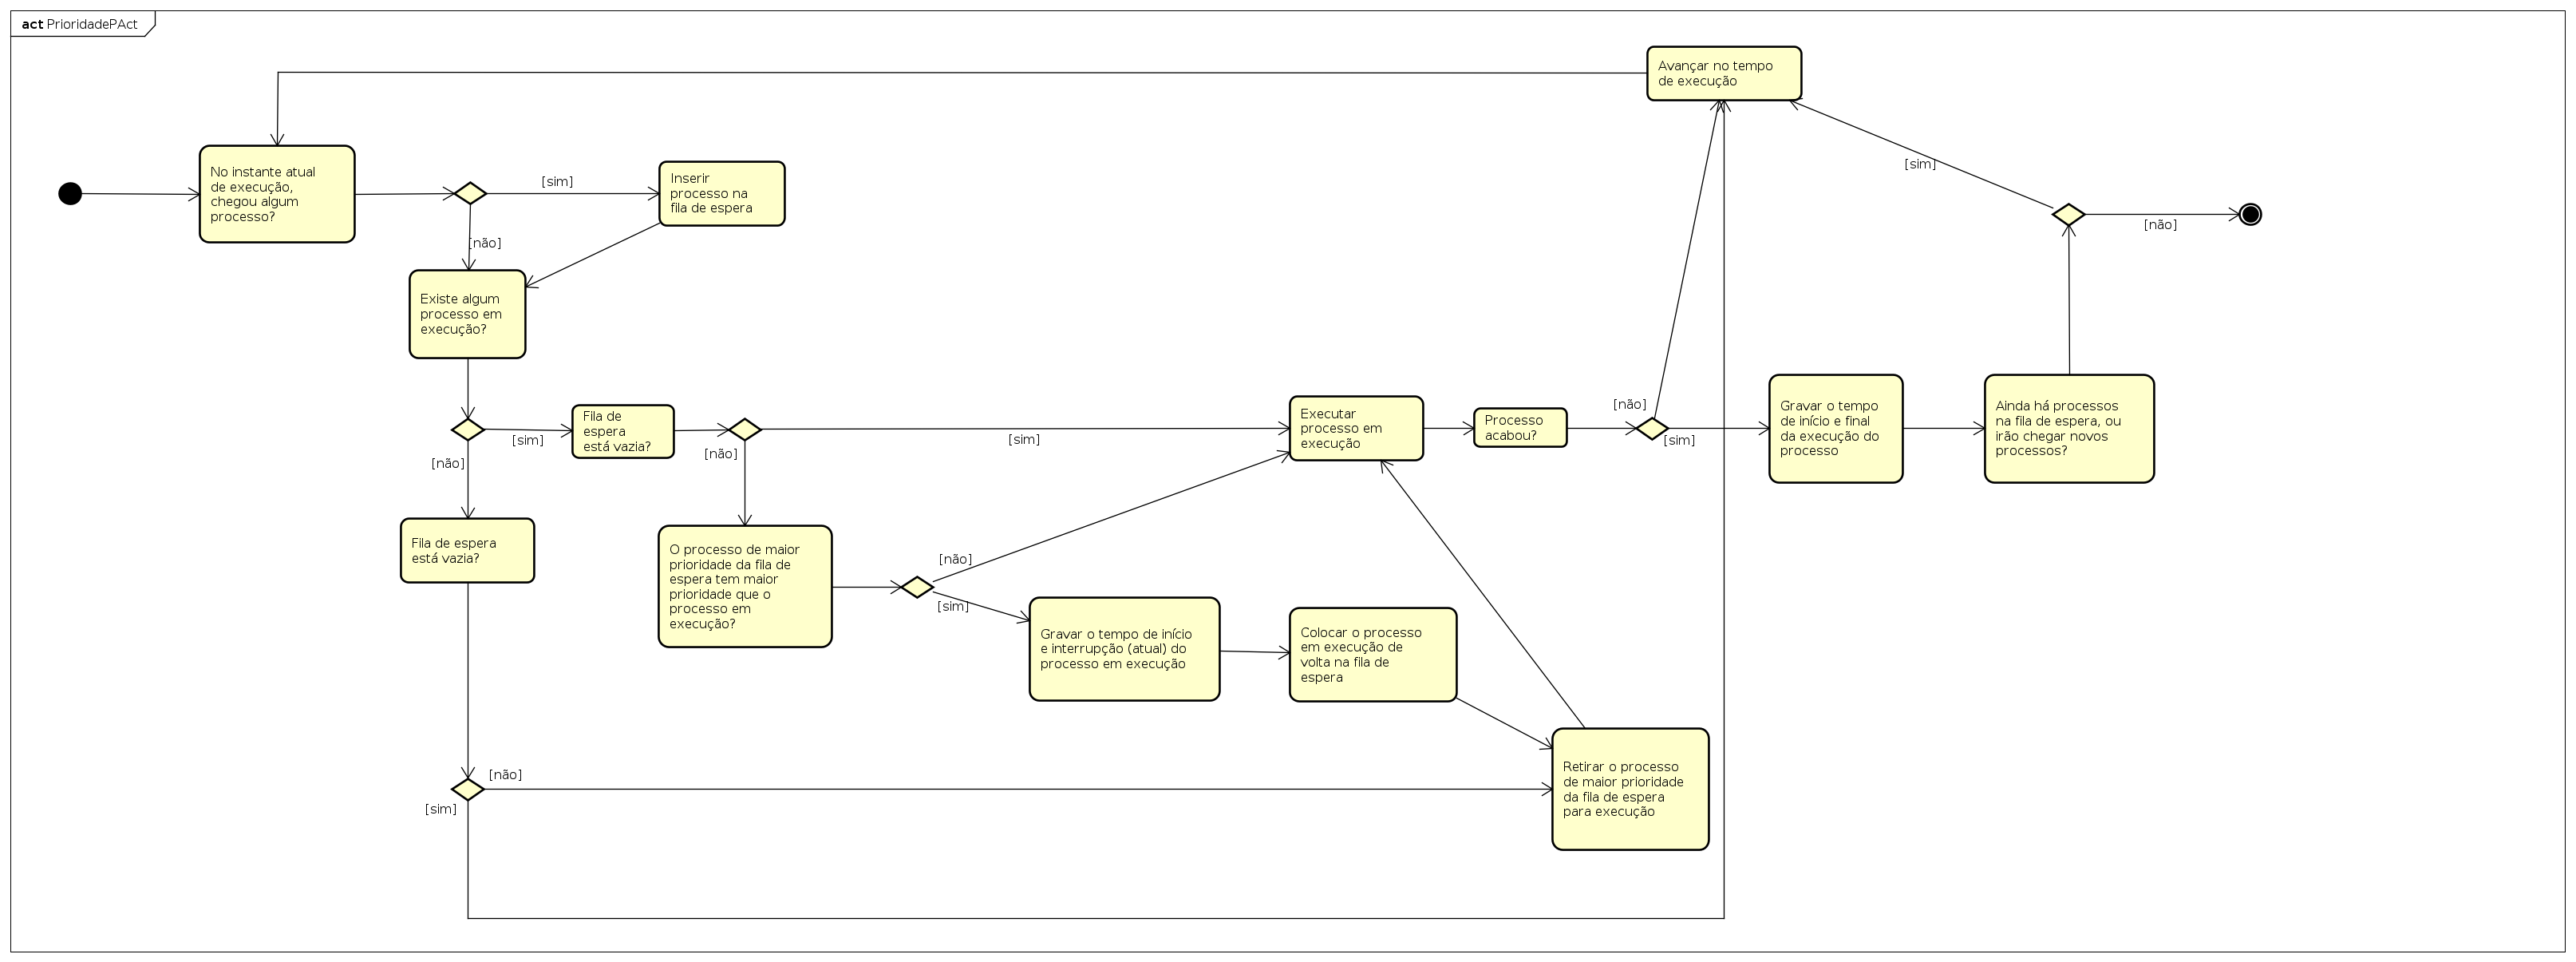 act PrioridadePAct
Avançar no tempo
de execução
No instante atual
de execução,
chegou algum
processo?
[sim]
Inserir
processo na
fila de espera
[sim]
[não]
[não]
Existe algum
processo em
execução?
Fila de
espera
está vazia?
[sim]
[não]
[não]
[sim]
Executar
processo em
execução
Processo
acabou?
[não]
[sim]
Gravar o tempo
de início e final
da execução do
processo
Ainda há processos
na fila de espera, ou
irão chegar novos
processos?
Fila de espera
está vazia?
O processo de maior
prioridade da fila de
espera tem maior
prioridade que o
processo em
execução?
[não]
[sim]
Gravar o tempo de início
e interrupção (atual) do
processo em execução
Colocar o processo
em execução de
volta na fila de
espera
Retirar o processo
de maior prioridade
da fila de espera
para execução
[não]
[sim]